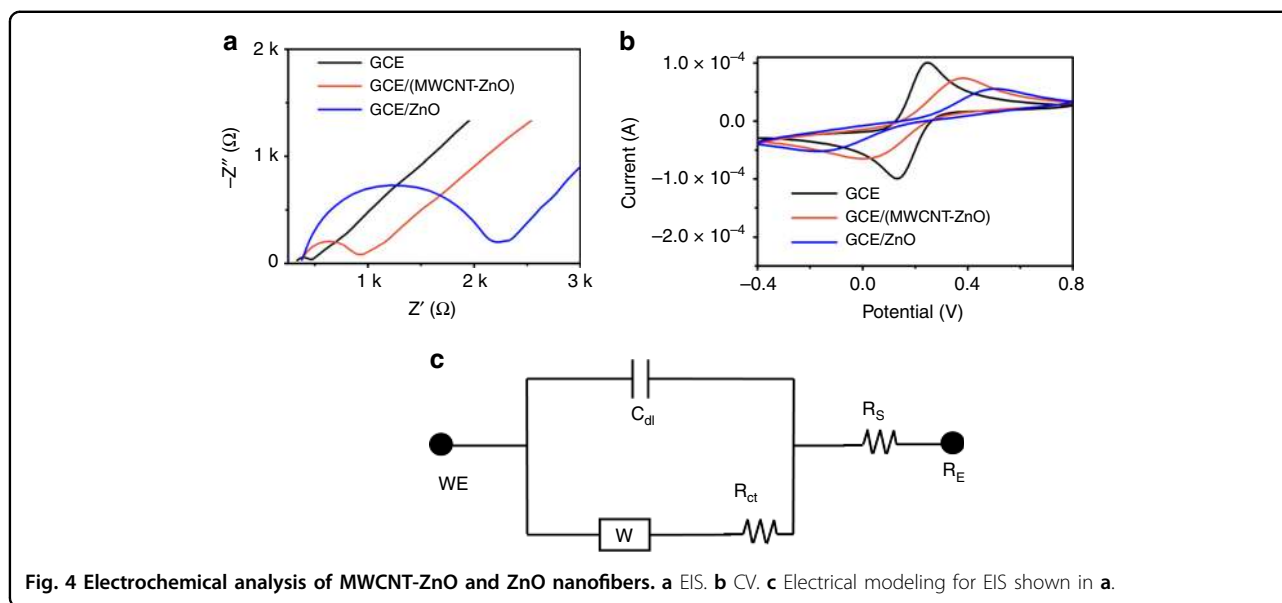 a
2 k
1 k
0
−Z″ (Ω)
GCE
GCE/(MWCNT-ZnO)
GCE/ZnO
1 k
2 k
3 k
Z′ (Ω)
b
1.0 × 10⁻⁴
0.0
−1.0 × 10⁻⁴
−2.0 × 10⁻⁴
Current (A)
GCE
GCE/(MWCNT-ZnO)
GCE/ZnO
−0.4
0.0
0.4
0.8
Potential (V)
c
C_dl
R_S
WE
R_E
R_ct
W
Fig. 4 Electrochemical analysis of MWCNT-ZnO and ZnO nanofibers. a EIS. b CV. c Electrical modeling for EIS shown in a.